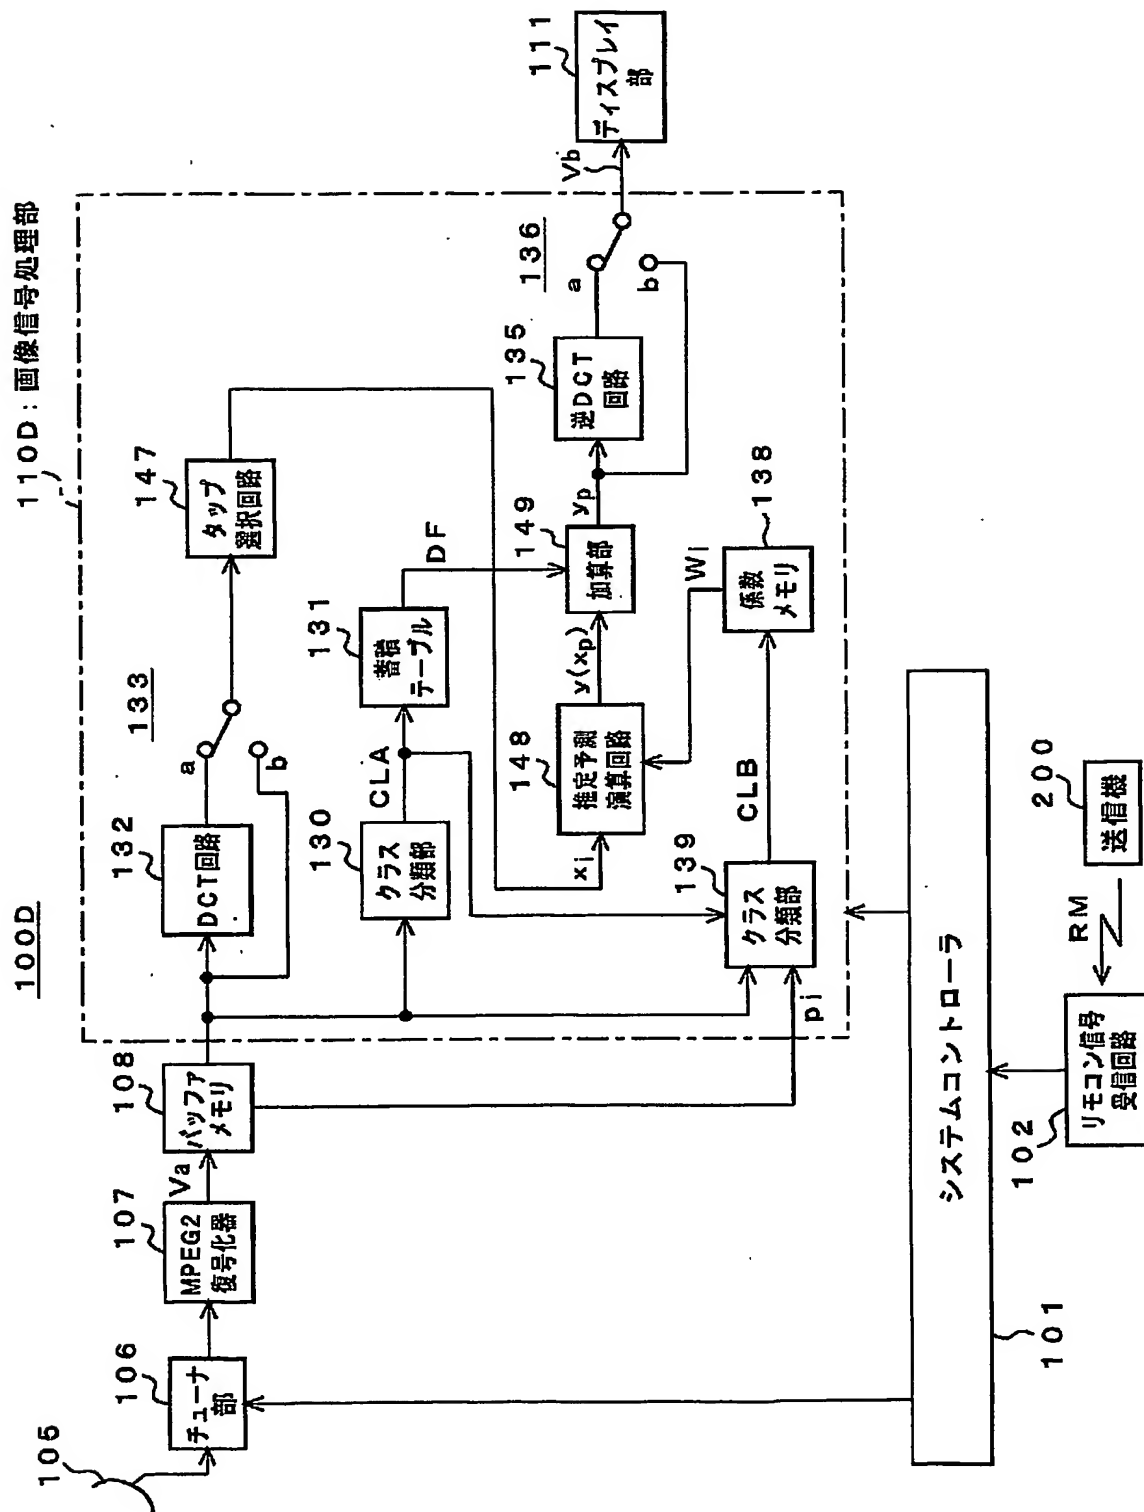 100D
110D：画像信号処理部
105
106
チューナ
部
107
MPEG2
復号化器
Va
108
バッファ
メモリ
132
DCT回路
133
a
b
147
タップ
選択回路
130
クラス
分類部
CLA
131
蓄積
テーブル
DF
xi
148
推定予測
演算回路
y(xp)
149
加算部
yp
135
逆DCT
回路
136
a
b
Vb
111
ディスプレイ
部
pi
139
クラス
分類部
CLB
Wi
138
係数
メモリ
101
システムコントローラ
102
リモコン信号
受信回路
RM
200
送信機